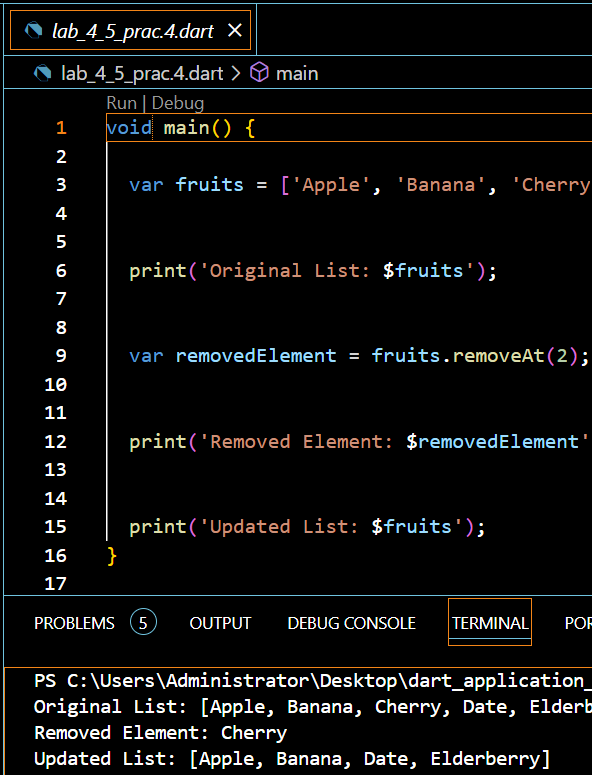 lab_4_5_prac.4.dart ×
lab_4_5_prac.4.dart > main
Run | Debug
1 void main() {
2
3 var fruits = ['Apple', 'Banana', 'Cherry
4
5
6 print('Original List: $fruits');
7
8
9 var removedElement = fruits.removeAt(2);
10
11
12 print('Removed Element: $removedElement'
13
14
15 print('Updated List: $fruits');
16 }
17
PROBLEMS 5 OUTPUT DEBUG CONSOLE TERMINAL
PS C:\Users\Administrator\Desktop\dart_application_
Original List: [Apple, Banana, Cherry, Date,
Removed Element: Cherry
Updated List: [Apple, Banana, Date, Elderberry]